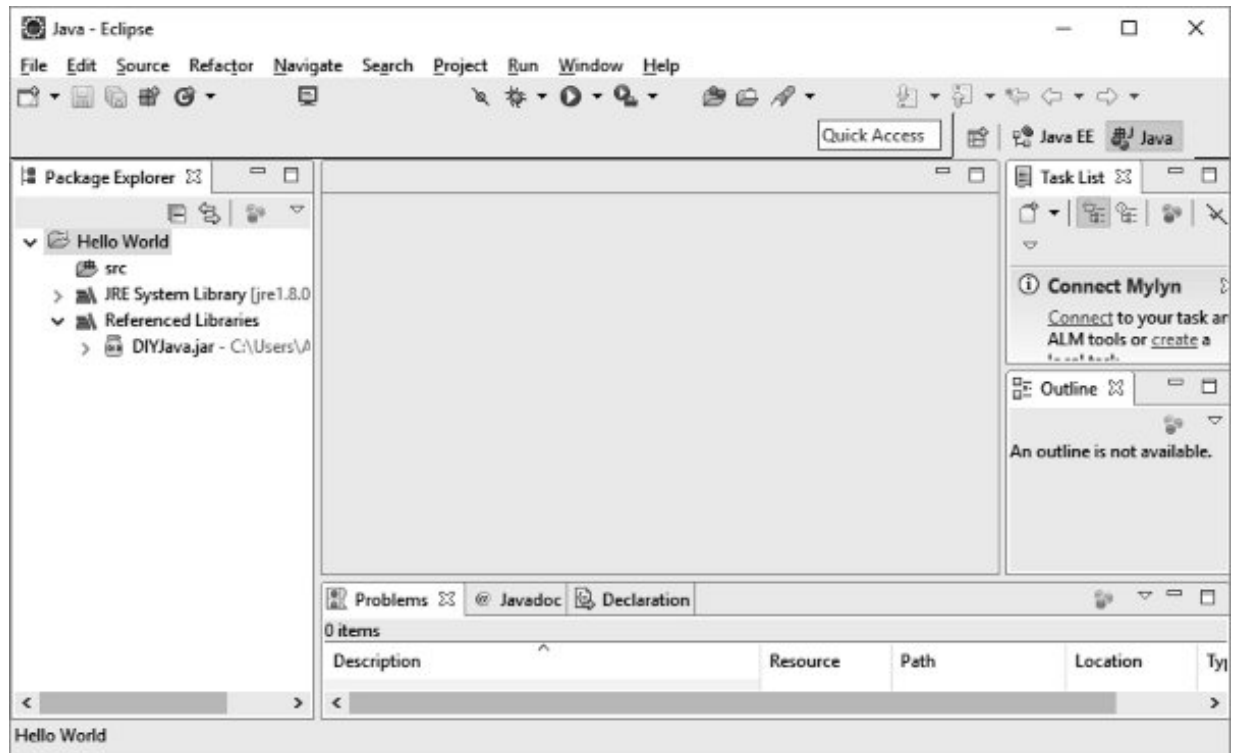 Java - Eclipse
File Edit Source Refactor Navigate Search Project Run Window Help
Quick Access
Java EE
Java
Package Explorer
Hello World
src
JRE System Library [jre1.8.0
Referenced Libraries
DIYJava.jar - C:\Users\A
Task List
Connect Mylyn
Connect to your task ar
ALM tools or create a
Outline
An outline is not available.
Problems @ Javadoc Declaration
0 items
Description Resource Path Location Ty
Hello World